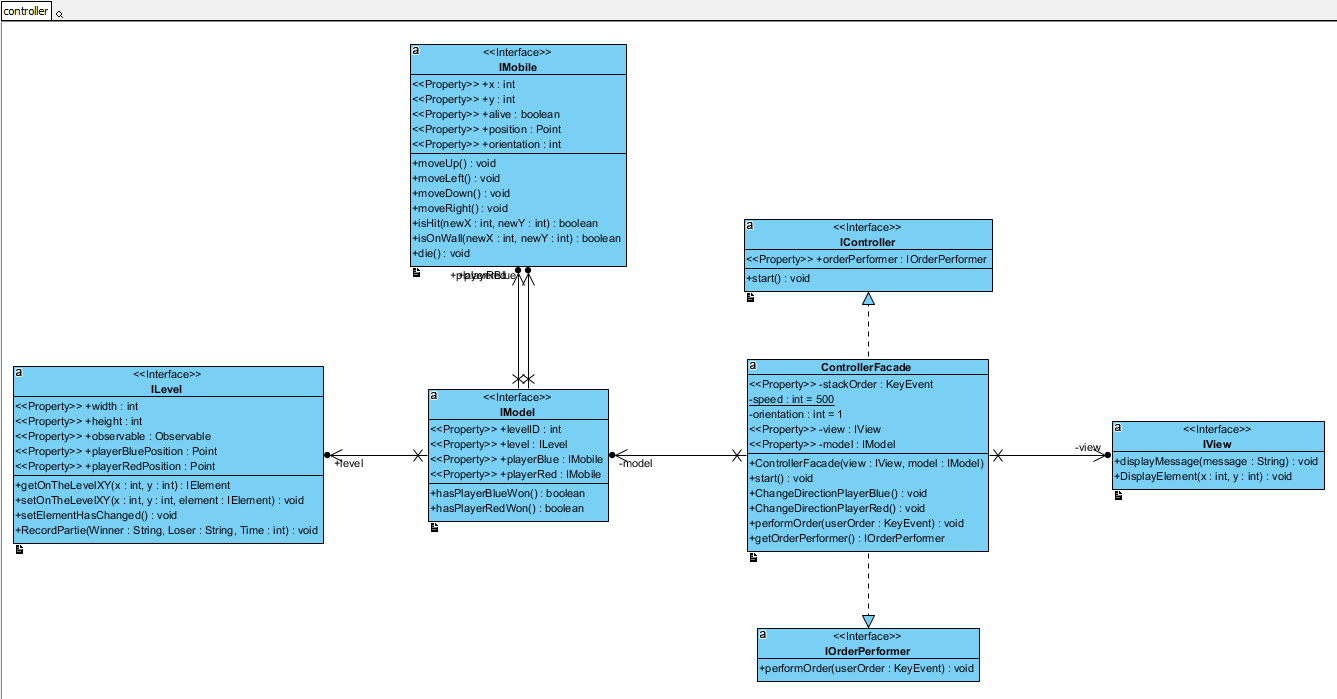 controller
a
<<Interface>>
IMobile
<<Property>> +x : int
<<Property>> +y : int
<<Property>> +alive : boolean
<<Property>> +position : Point
<<Property>> +orientation : int
+moveUp() : void
+moveLeft() : void
+moveDown() : void
+moveRight() : void
+isHit(newX : int, newY : int) : boolean
+isOnWall(newX : int, newY : int) : boolean
+die() : void
a
<<Interface>>
IController
<<Property>> +orderPerformer : IOrderPerformer
+start() : void
a
<<Interface>>
ILevel
<<Property>> +width : int
<<Property>> +height : int
<<Property>> +observable : Observable
<<Property>> +playerBluePosition : Point
<<Property>> +playerRedPosition : Point
+getOnTheLevelXY(x : int, y : int) : IElement
+setOnTheLevelXY(x : int, y : int, element : IElement) : void
+setElementHasChanged() : void
+RecordPartie(Winner : String, Loser : String, Time : int) : void
+level
a
<<Interface>>
IModel
<<Property>> +levelID : int
<<Property>> +level : ILevel
<<Property>> +playerBlue : IMobile
<<Property>> +playerRed : IMobile
+hasPlayerBlueWon() : boolean
+hasPlayerRedWon() : boolean
-model
a
ControllerFacade
<<Property>> -stackOrder : KeyEvent
-speed : int = 500
-orientation : int = 1
<<Property>> -view : IView
<<Property>> -model : IModel
+ControllerFacade(view : IView, model : IModel)
+start() : void
+ChangeDirectionPlayerBlue() : void
+ChangeDirectionPlayerRed() : void
+performOrder(userOrder : KeyEvent) : void
+getOrderPerformer() : IOrderPerformer
-view
a
<<Interface>>
IView
+displayMessage(message : String) : void
+DisplayElement(x : int, y : int) : void
a
<<Interface>>
IOrderPerformer
+performOrder(userOrder : KeyEvent) : void